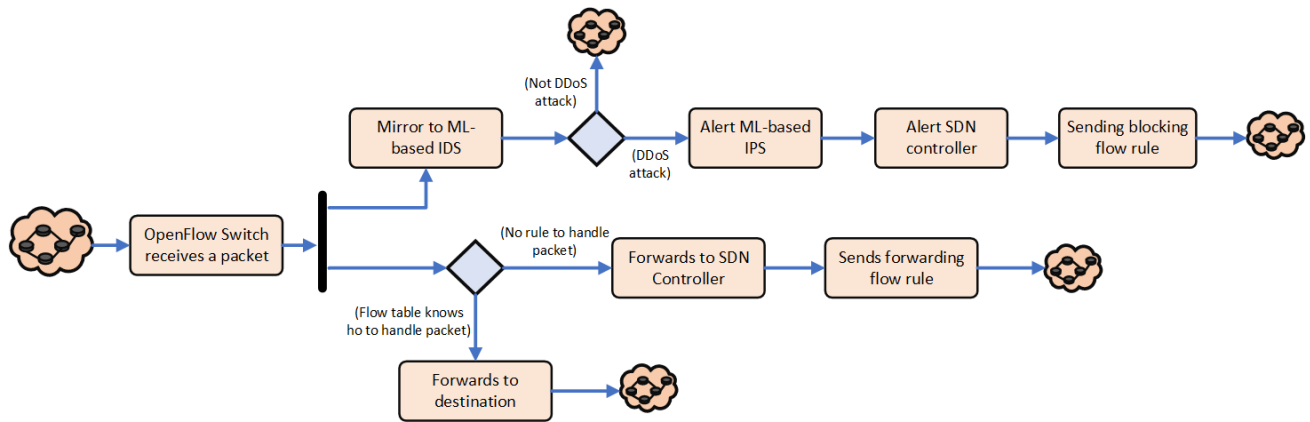 (Not DDoS
attack)
Mirror to ML-
based IDS
Alert ML-based
IPS
Alert SDN
controller
Sending blocking
flow rule
(DDoS
attack)
OpenFlow Switch
receives a packet
(No rule to handle
packet)
Forwards to SDN
Controller
Sends forwarding
flow rule
(Flow table knows
ho to handle packet)
Forwards to
destination